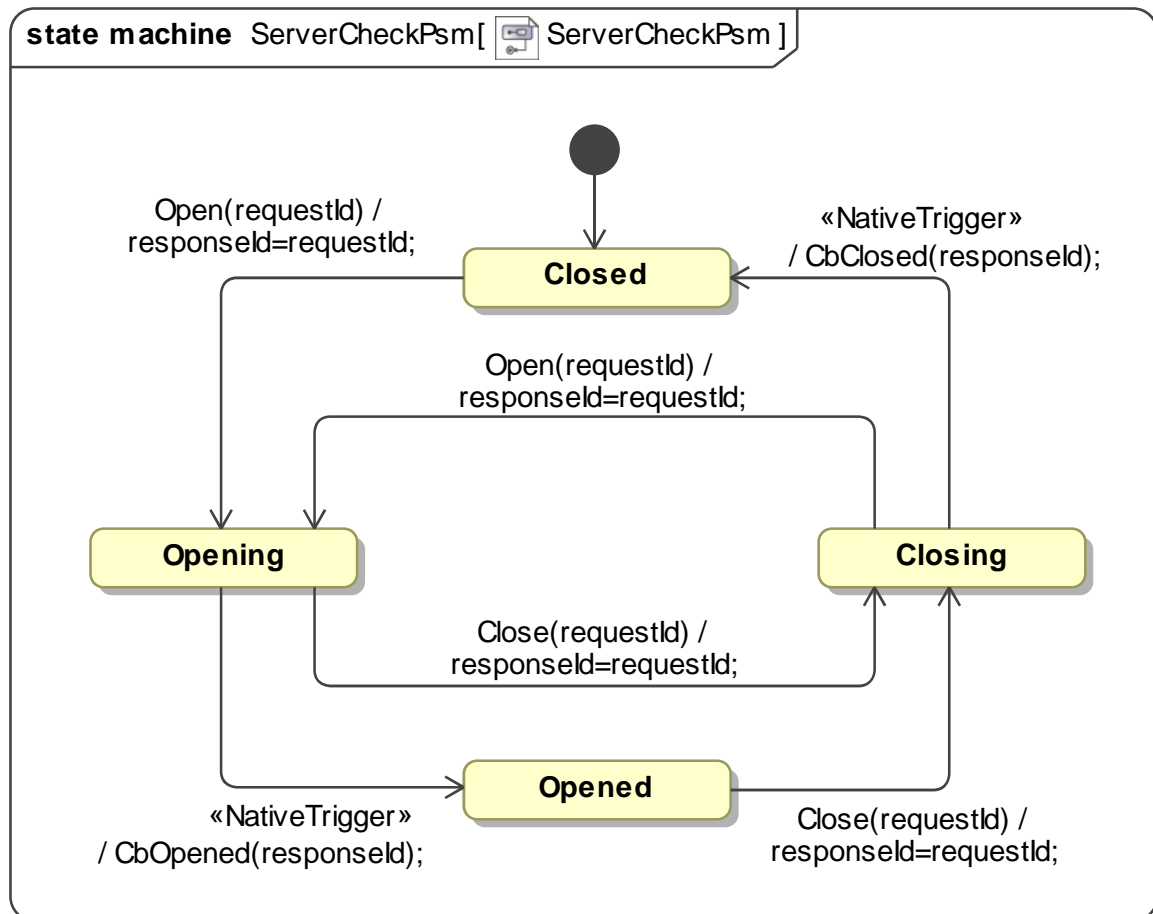 state machine ServerCheckPsm[ ServerCheckPsm ]
Open(requestId) /
responseId=requestId;
«NativeTrigger»
/ CbClosed(responseId);
Closed
Open(requestId) /
responseId=requestId;
Opening
Closing
Close(requestId) /
responseId=requestId;
Opened
«NativeTrigger»
/ CbOpened(responseId);
Close(requestId) /
responseId=requestId;